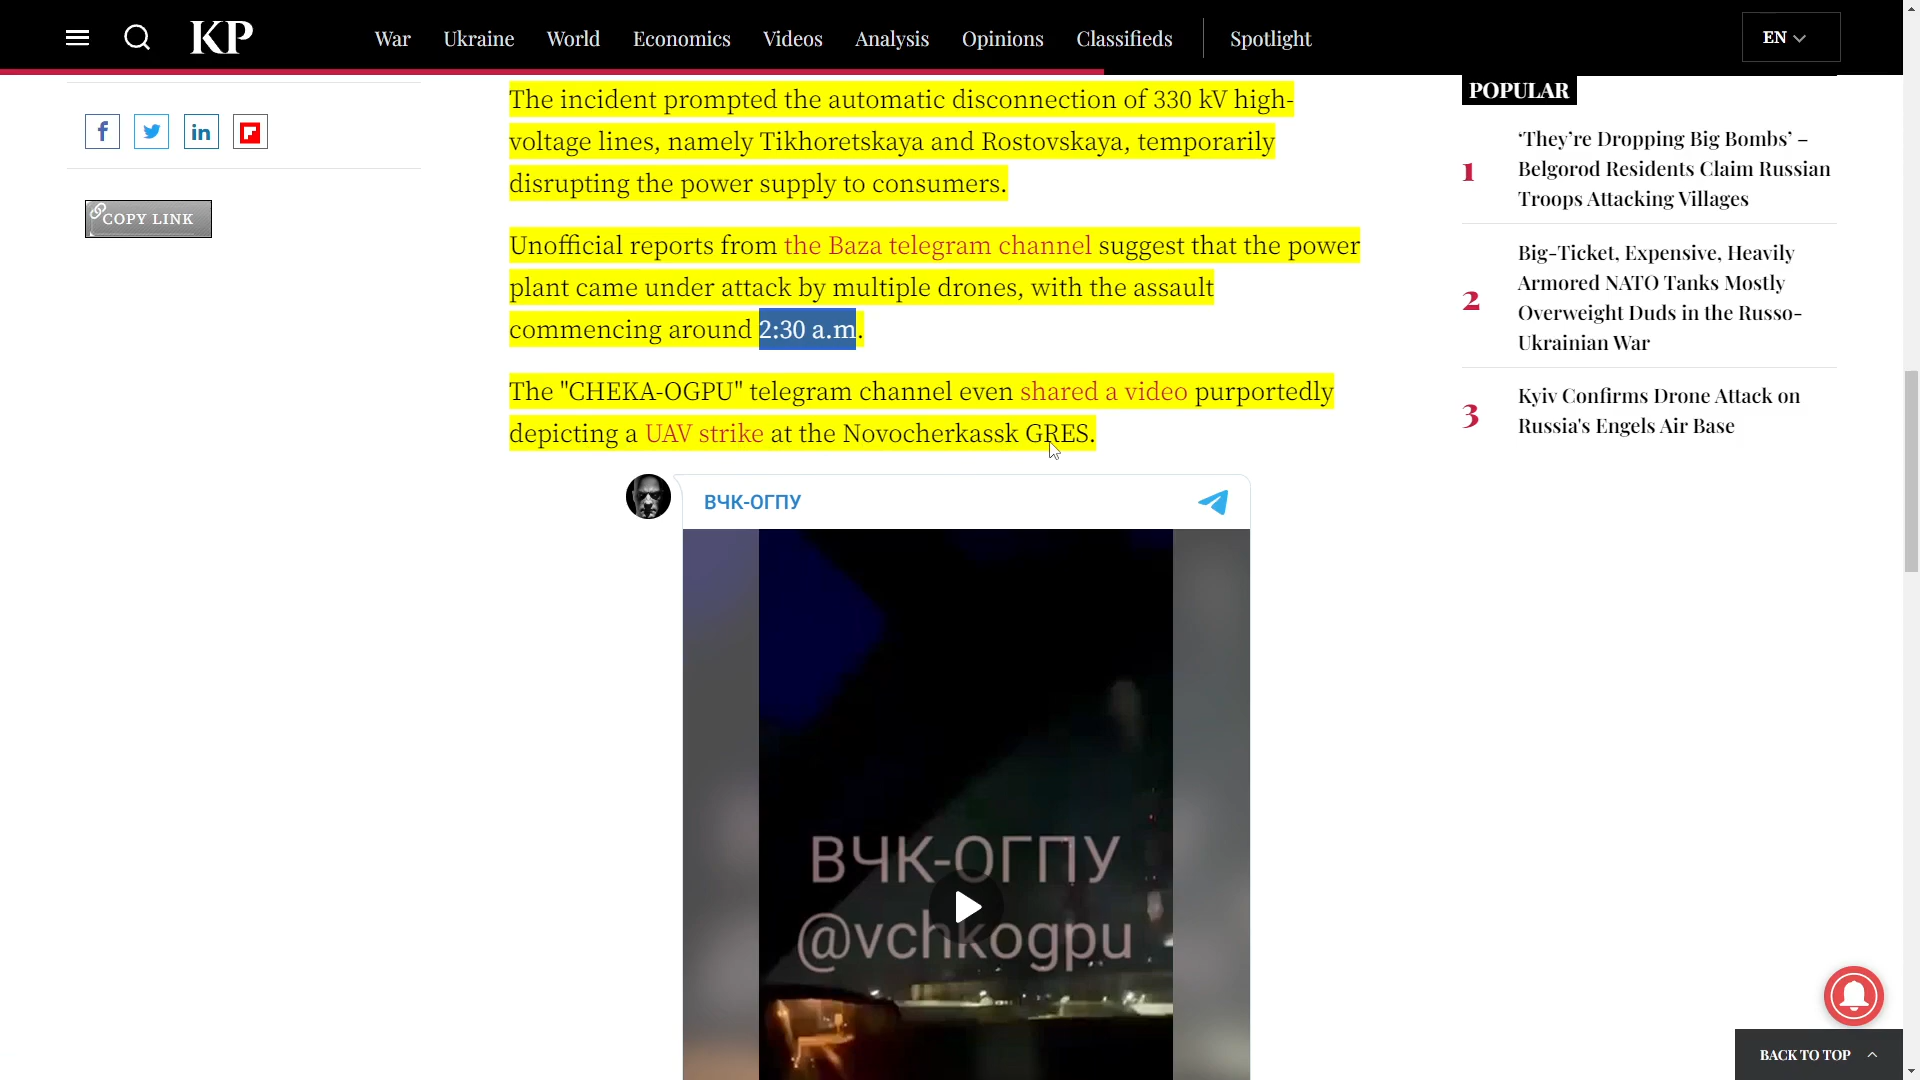 KP
War
Ukraine
World
Economics
Videos
Analysis
Opinions
Classifieds
Spotlight
EN
COPY LINK
The incident prompted the automatic disconnection of 330 kV high-
voltage lines, namely Tikhoretskaya and Rostovskaya, temporarily
disrupting the power supply to consumers.
Unofficial reports from the Baza telegram channel suggest that the power
plant came under attack by multiple drones, with the assault
commencing around 2:30 a.m.
The "CHEKA-OGPU" telegram channel even shared a video purportedly
depicting a UAV strike at the Novocherkassk GRES.
ВЧК-ОГПУ
ВЧК-ОГПУ
@vchkogpu
POPULAR
1
‘They’re Dropping Big Bombs’ –
Belgorod Residents Claim Russian
Troops Attacking Villages
2
Big-Ticket, Expensive, Heavily
Armored NATO Tanks Mostly
Overweight Duds in the Russo-
Ukrainian War
3
Kyiv Confirms Drone Attack on
Russia's Engels Air Base
BACK TO TOP